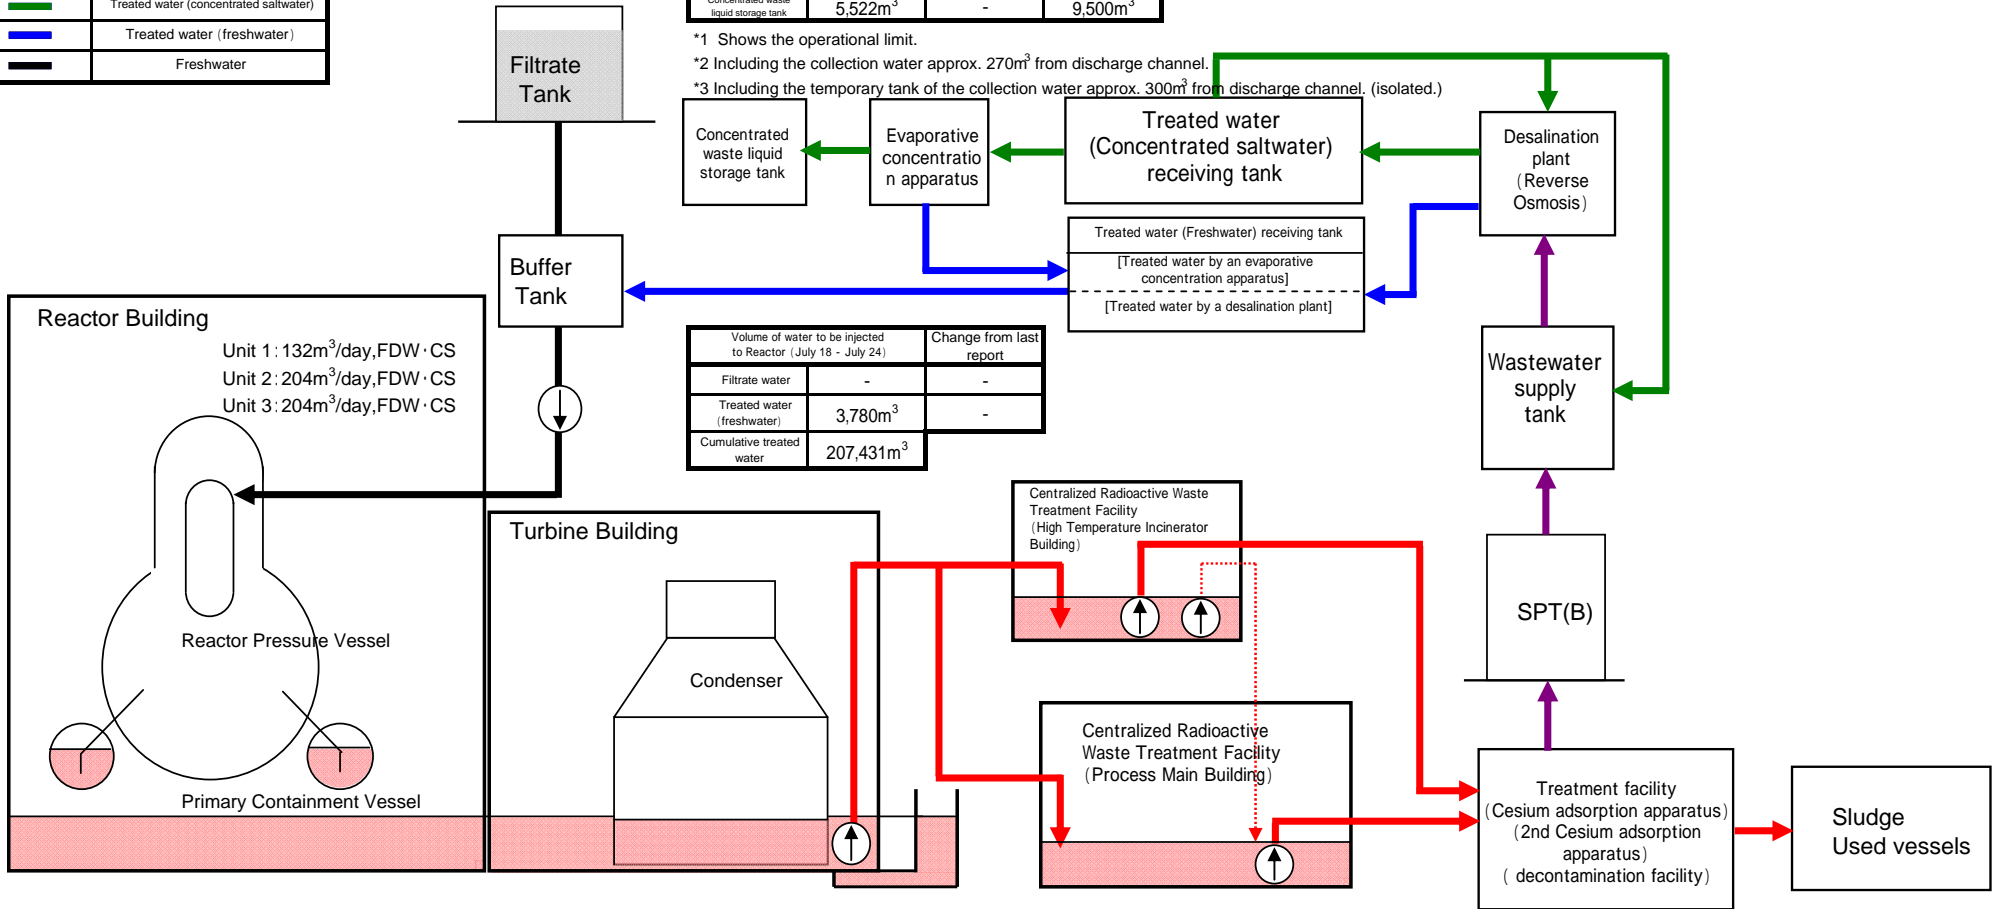 Treated water (concentrated saltwater)
Treated water (freshwater)
Freshwater
Concentrated waste
liquid storage tank
5,522m3
-
9,500m3
*1 Shows the operational limit.
*2 Including the collection water approx. 270m3 from discharge channel.
*3 Including the temporary tank of the collection water approx. 300m3 from discharge channel. (isolated.)
Filtrate
Tank
Concentrated
waste liquid
storage tank
Evaporative
concentratio
n apparatus
Treated water
(Concentrated saltwater)
receiving tank
Desalination
plant
(Reverse
Osmosis)
Treated water (Freshwater) receiving tank
[Treated water by an evaporative
concentration apparatus]
[Treated water by a desalination plant]
Buffer
Tank
Reactor Building
Unit 1:132m3/day,FDW・CS
Unit 2:204m3/day,FDW・CS
Unit 3:204m3/day,FDW・CS
Volume of water to be injected
to Reactor (July 18 - July 24)
Change from last
report
Filtrate water
-
-
Treated water
(freshwater)
3,780m3
-
Cumulative treated
water
207,431m3
Wastewater
supply
tank
Centralized Radioactive Waste
Treatment Facility
(High Temperature Incinerator
Building)
Turbine Building
SPT(B)
Reactor Pressure Vessel
Condenser
Centralized Radioactive
Waste Treatment Facility
(Process Main Building)
Primary Containment Vessel
Treatment facility
(Cesium adsorption apparatus)
(2nd Cesium adsorption
apparatus)
( decontamination facility)
Sludge
Used vessels